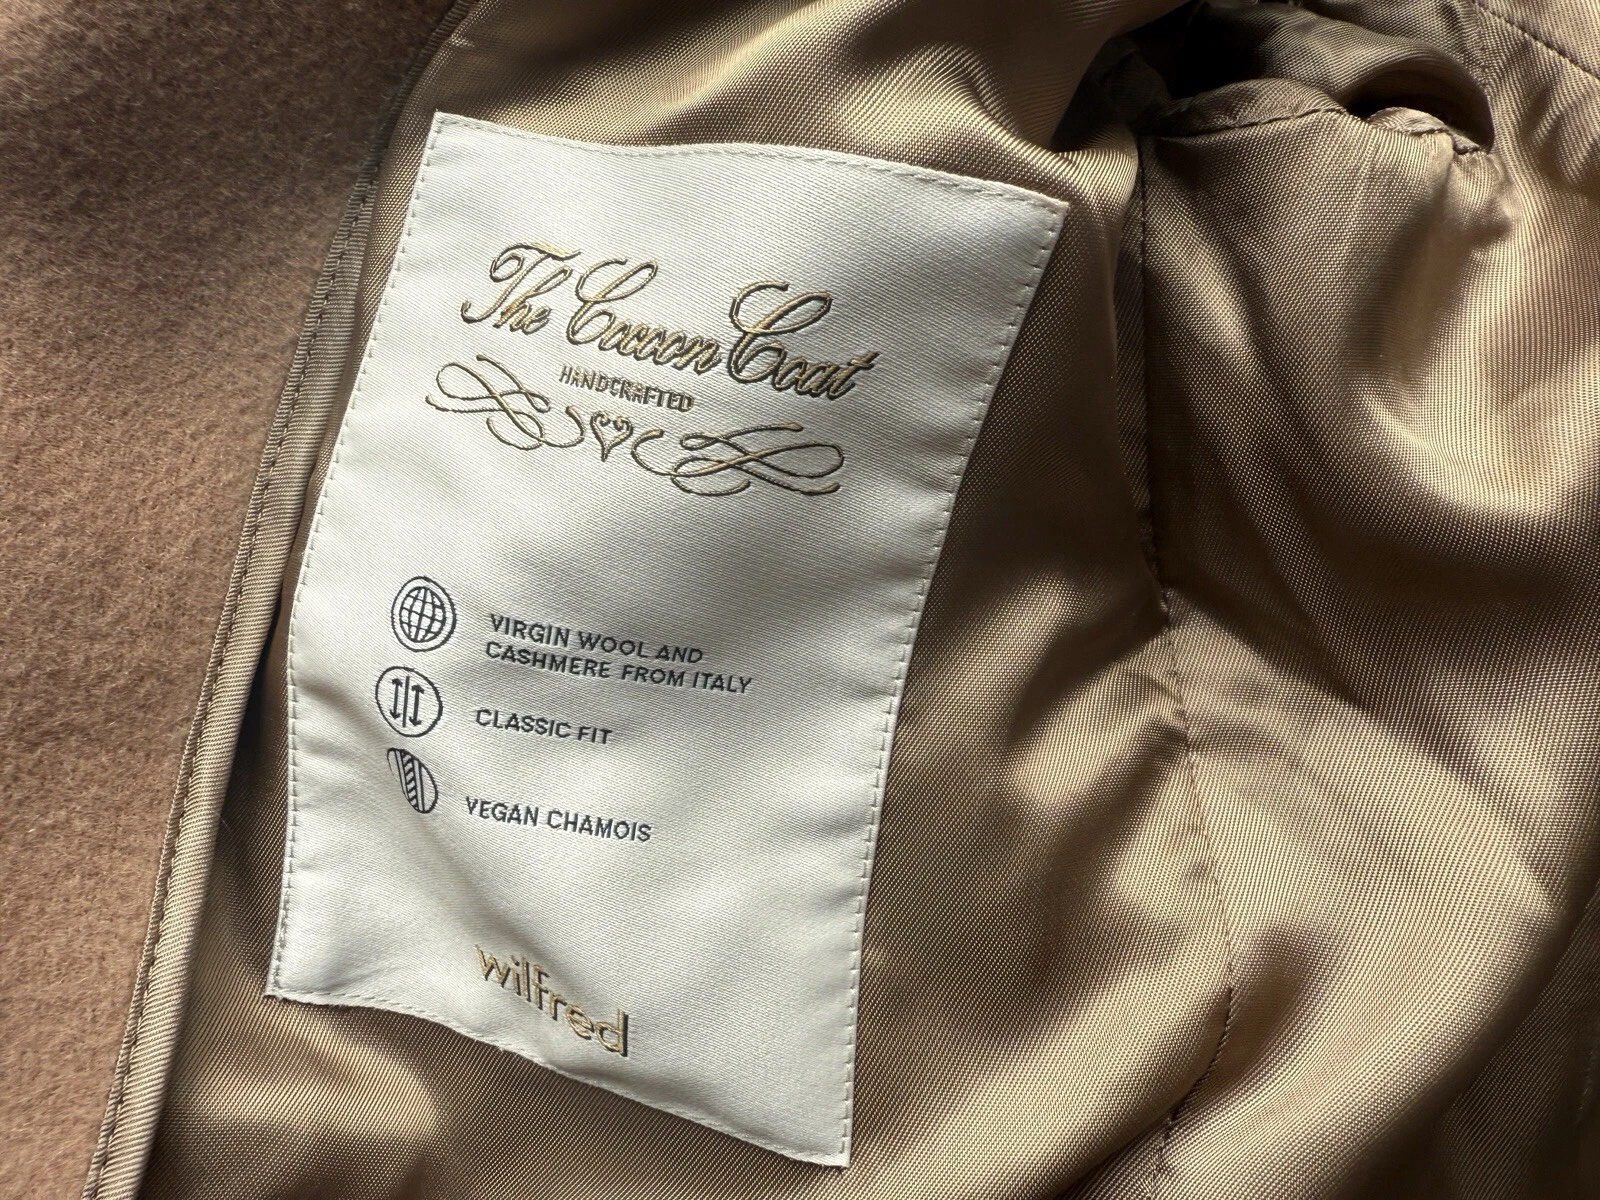 The Cocoon Coat
HANDCRAFTED
VIRGIN WOOL AND
CASHMERE FROM ITALY
CLASSIC FIT
VEGAN CHAMOIS
wilfred